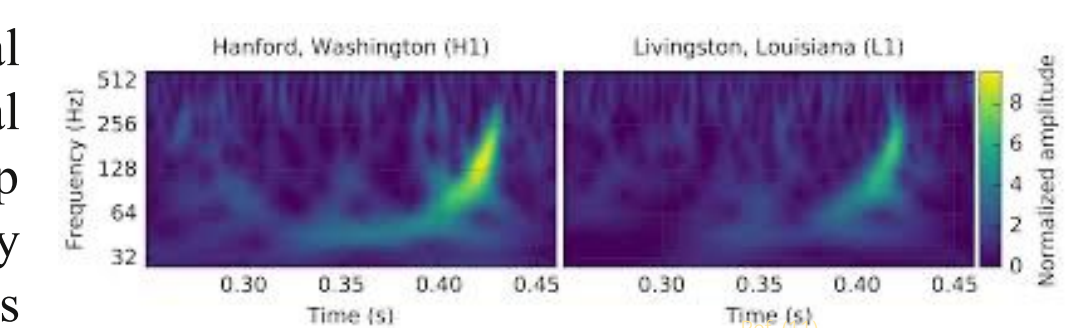 al
al
p
y
s
Hanford, Washington (H1)
Livingston, Louisiana (L1)
Frequency (Hz)
512
256
128
64
32
0.30 0.35 0.40 0.45
0.30 0.35 0.40 0.45
Time (s)
Time (s)
8
6
4
2
0
Normalized amplitude